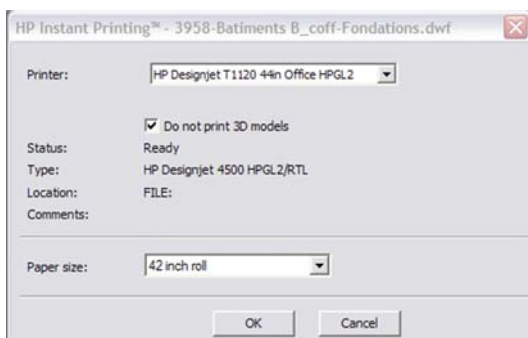 HP Instant Printing™ - 3958-Batiments B_coff-Fondations.dwf
Printer: HP Designjet T1120 44in Office HPGL2
Do not print 3D models
Status: Ready
Type: HP Designjet 4500 HPGL2/RTL
Location: FILE:
Comments:
Paper size: 42 inch roll
OK Cancel